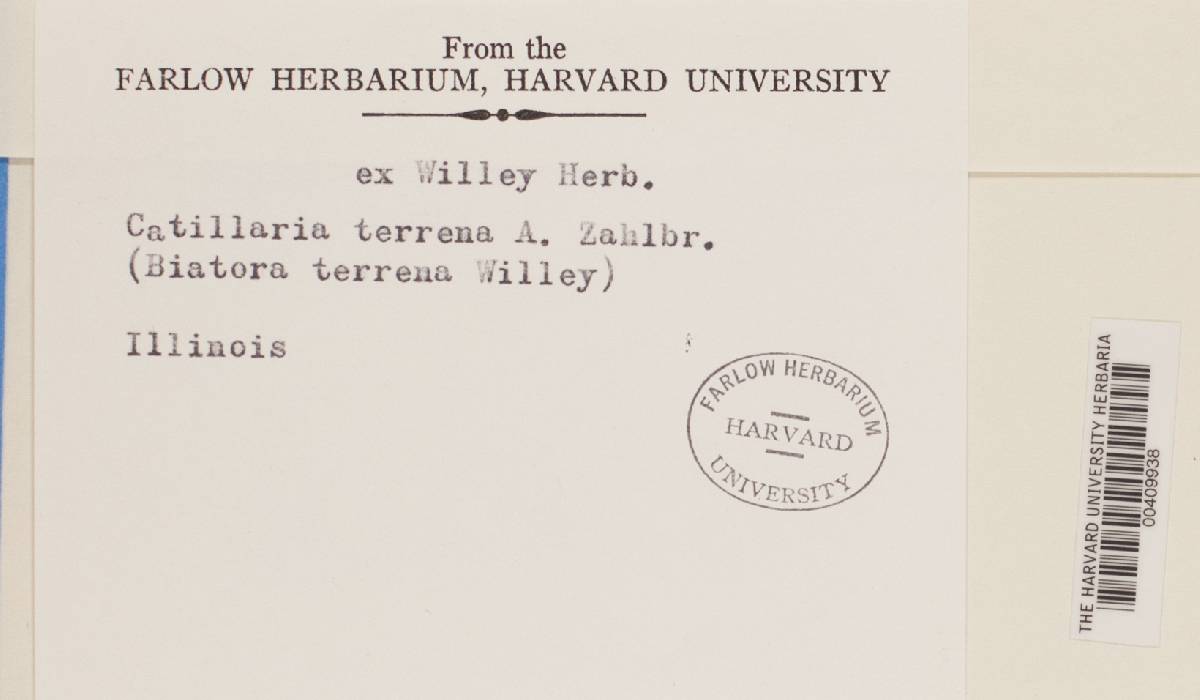 From the
FARLOW HERBARIUM, HARVARD UNIVERSITY
ex Willey Herb.
Catillaria terrena A. Zahlbr.
(Biatora terrena Willey)
Illinois
FARLOW HERBARIUM
HARVARD
UNIVERSITY
THE HARVARD UNIVERSITY HERBARIA
00409938